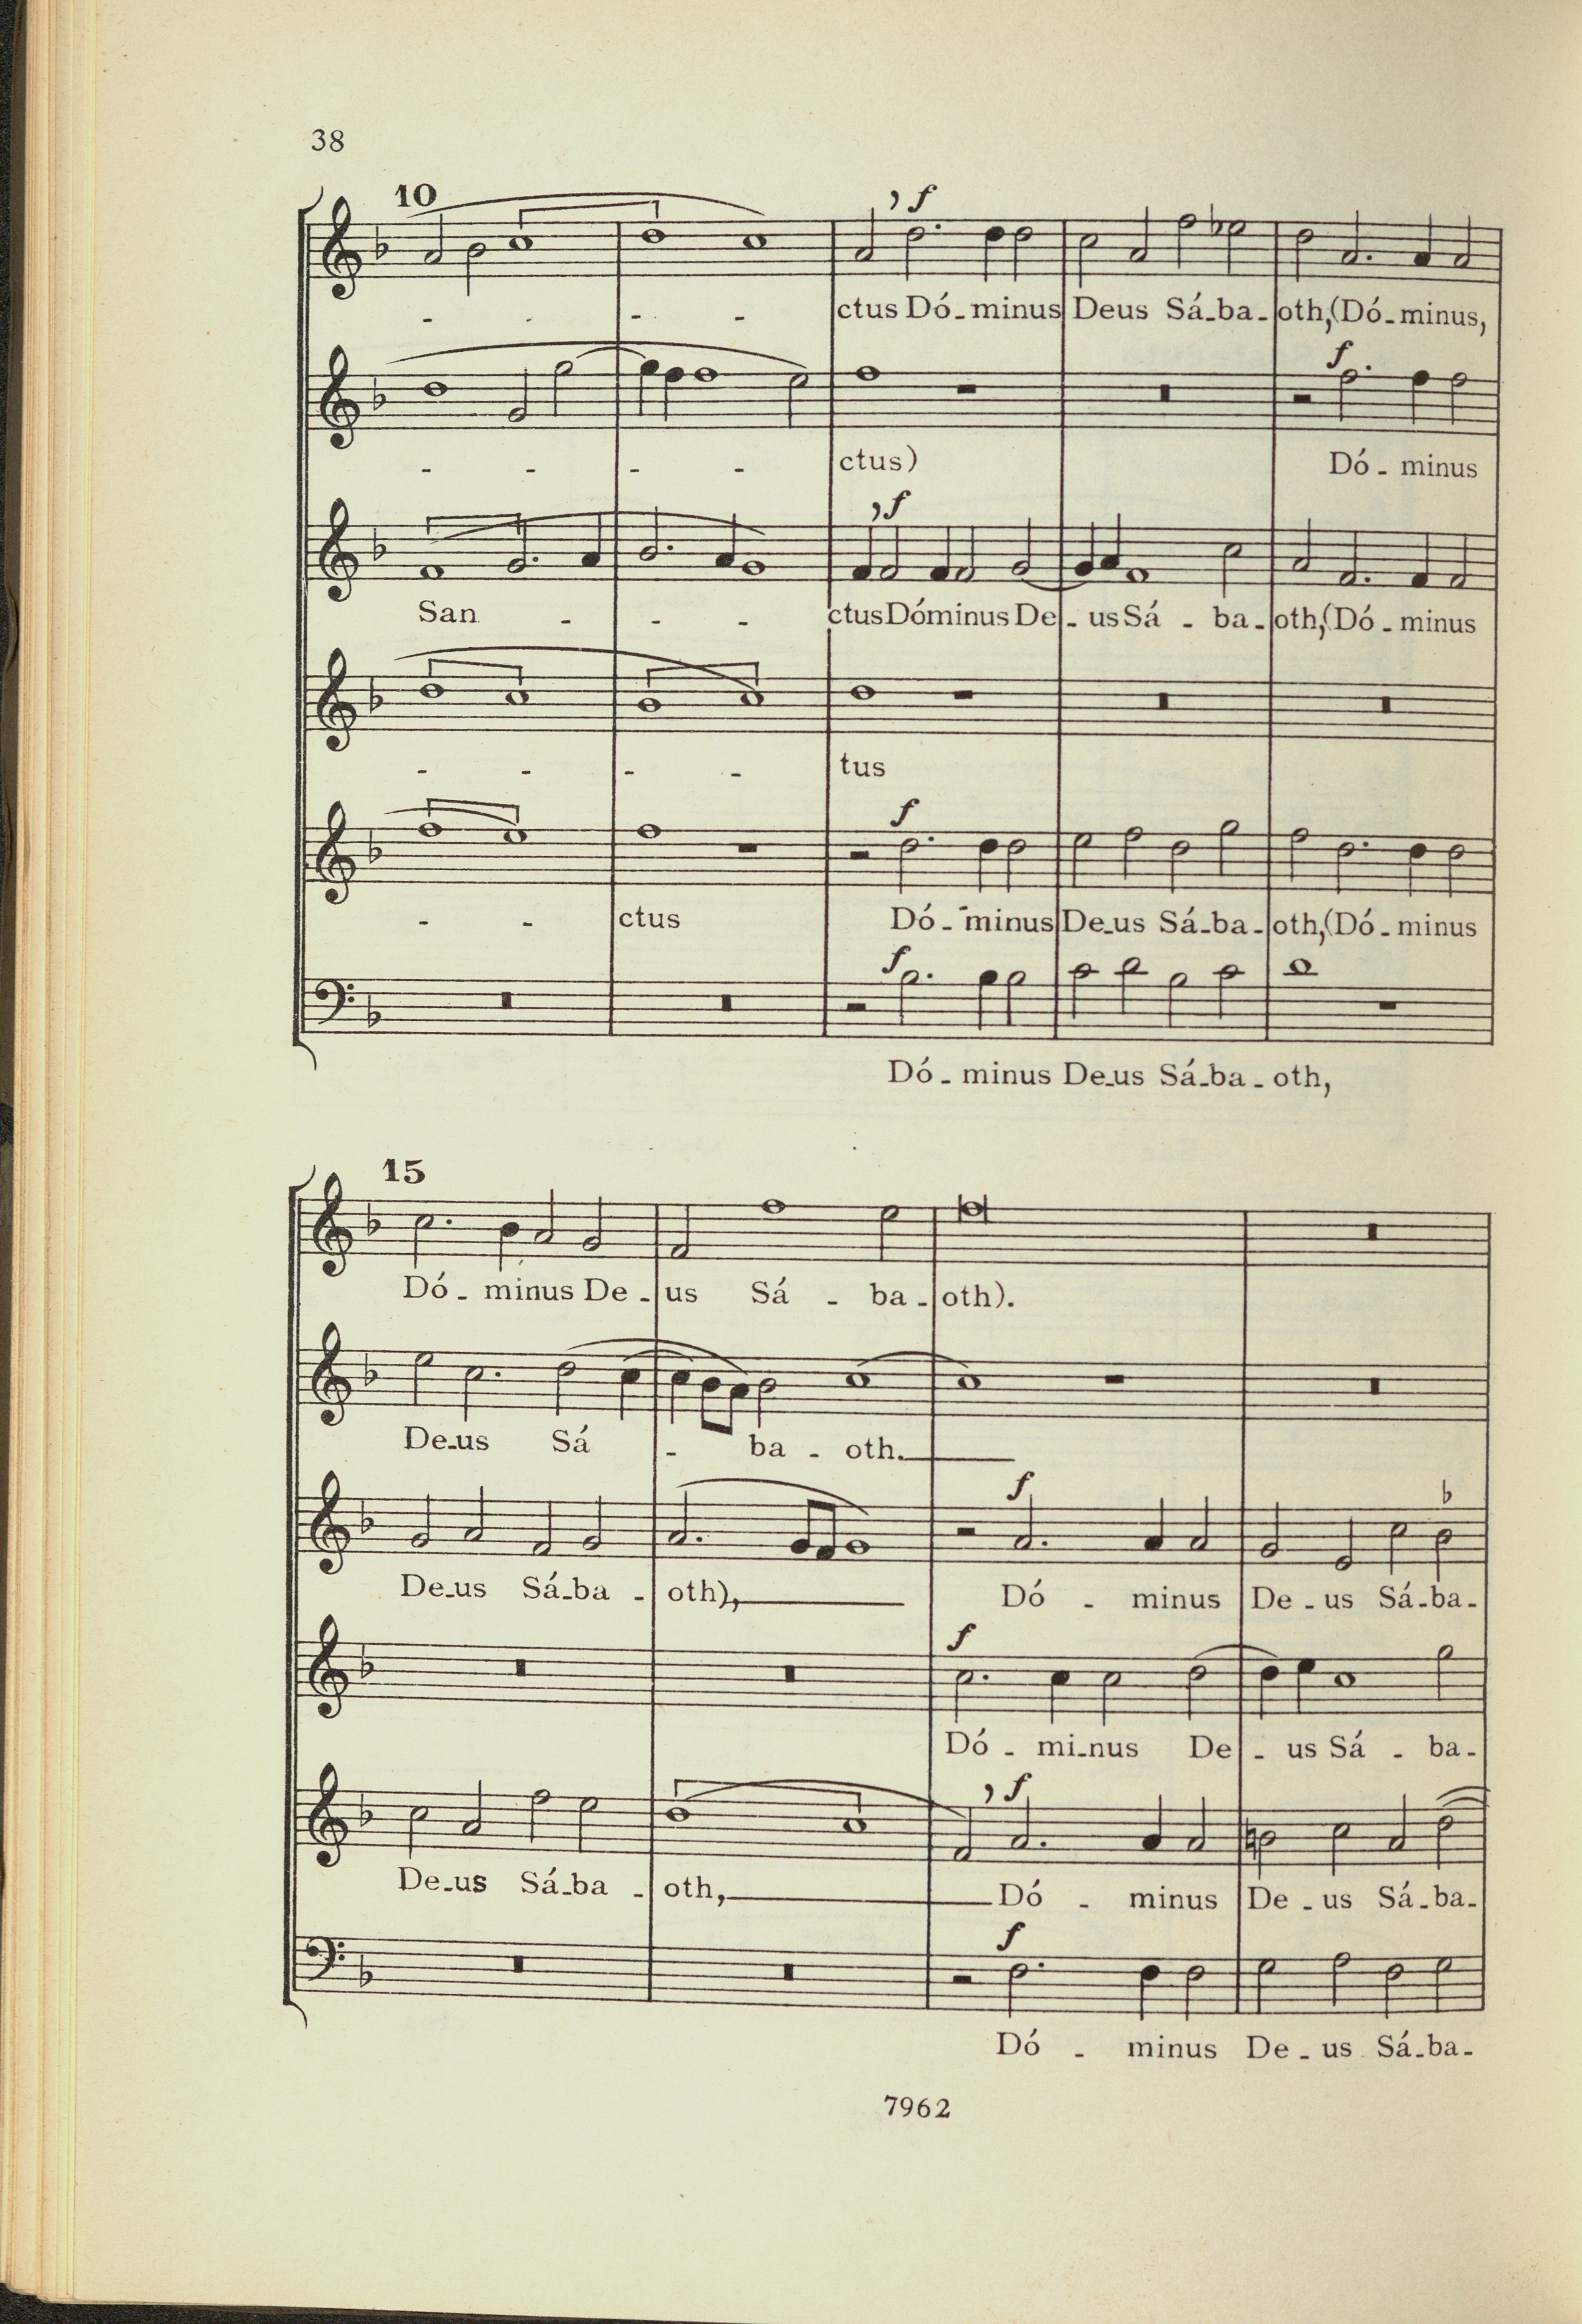 38
10
f
ctus Dó-minus Deus Sá-ba-oth,(Dó-minus,
f
ctus) Dó-minus
f
San - - - ctus Dóminus De-us Sá-ba-oth,(Dó-minus
tus
f
ctus Dó-minus De-us Sá-ba-oth,(Dó-minus
f
Dó-minus De-us Sá-ba-oth,
15
Dó-minus De-us Sá-ba-oth).
De-us Sá-ba-oth.
f
De-us Sá-ba-oth), Dó-minus De-us Sá-ba-
f
Dó-mi-nus De-us Sá-ba-
f
De-us Sá-ba-oth, Dó-minus De-us Sá-ba-
f
Dó-minus De-us Sá-ba-
7962